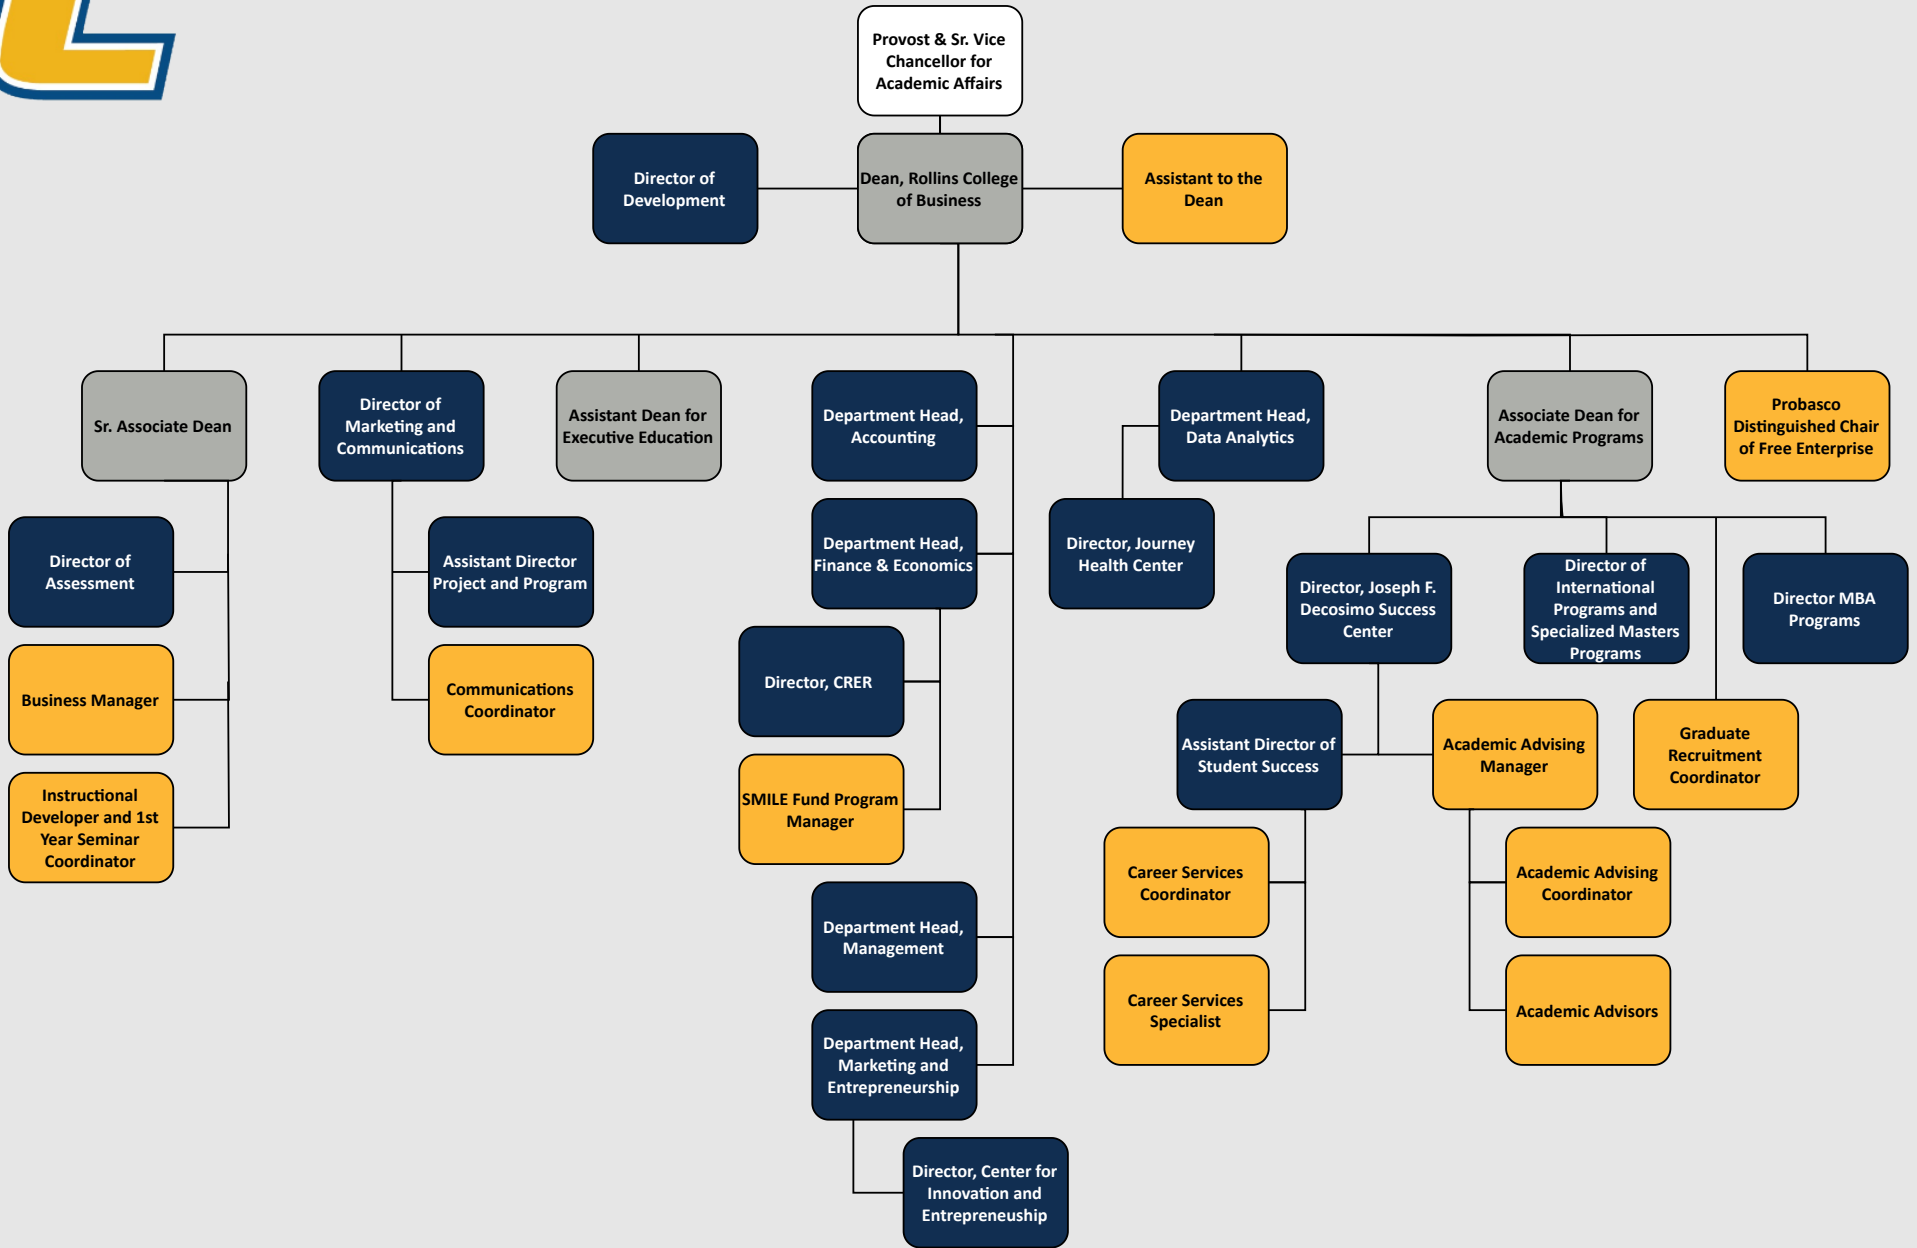 Provost & Sr. Vice
Chancellor for
Academic Affairs
Director of
Development
Dean, Rollins College
of Business
Assistant to the
Dean
Sr. Associate Dean
Director of
Marketing and
Communications
Assistant Dean for
Executive Education
Department Head,
Accounting
Department Head,
Data Analytics
Associate Dean for
Academic Programs
Probasco
Distinguished Chair
of Free Enterprise
Director of
Assessment
Assistant Director
Project and Program
Department Head,
Finance & Economics
Director, Journey
Health Center
Director, Joseph F.
Decosimo Success
Center
Director of
International
Programs and
Specialized Masters
Programs
Director MBA
Programs
Business Manager
Communications
Coordinator
Director, CRER
Assistant Director of
Student Success
Academic Advising
Manager
Graduate
Recruitment
Coordinator
Instructional
Developer and 1st
Year Seminar
Coordinator
SMILE Fund Program
Manager
Career Services
Coordinator
Academic Advising
Coordinator
Department Head,
Management
Career Services
Specialist
Academic Advisors
Department Head,
Marketing and
Entrepreneurship
Director, Center for
Innovation and
Entrepreneuship